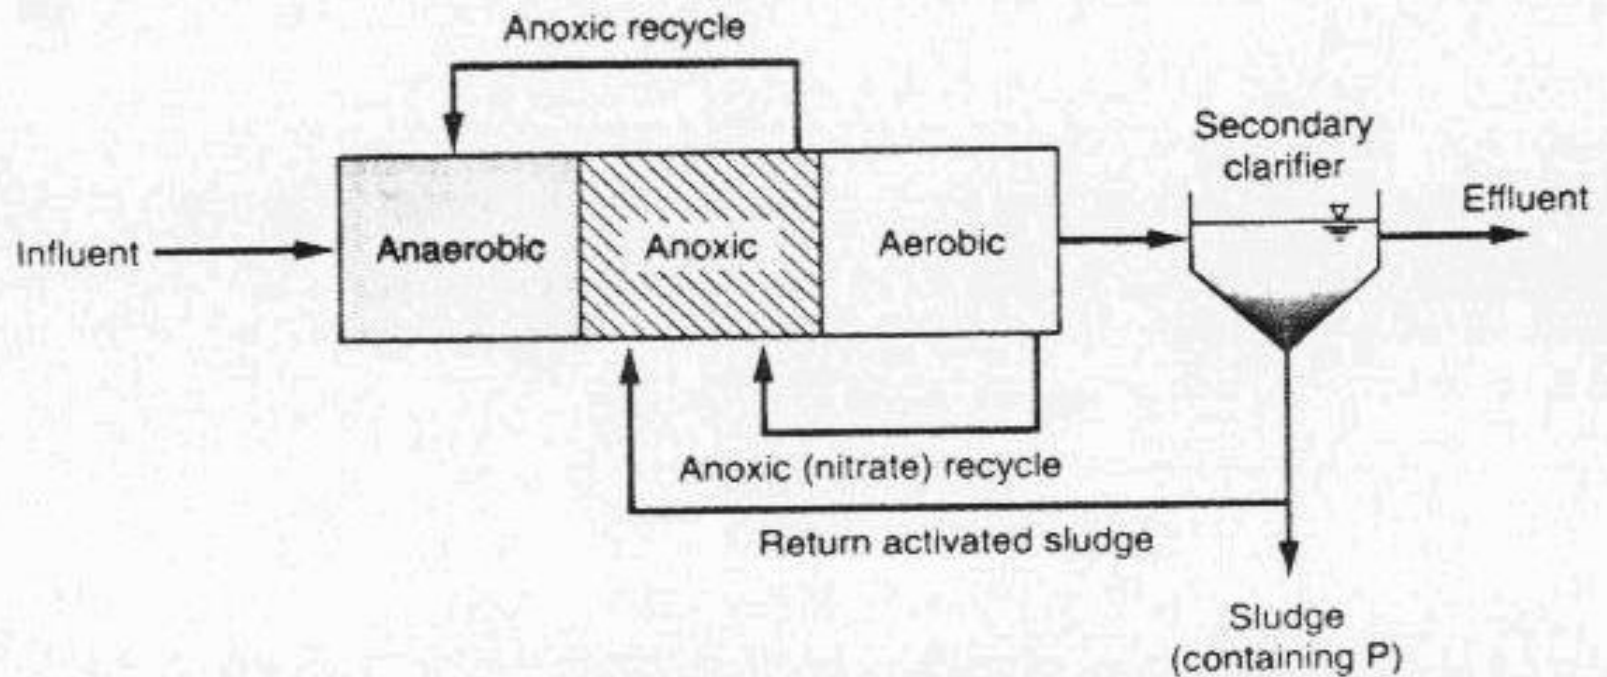 Anoxic recycle
Secondary
clarifier
Effluent
Influent
Anaerobic
Anoxic
Aerobic
Anoxic (nitrate) recycle
Return activated sludge
Sludge
(containing P)